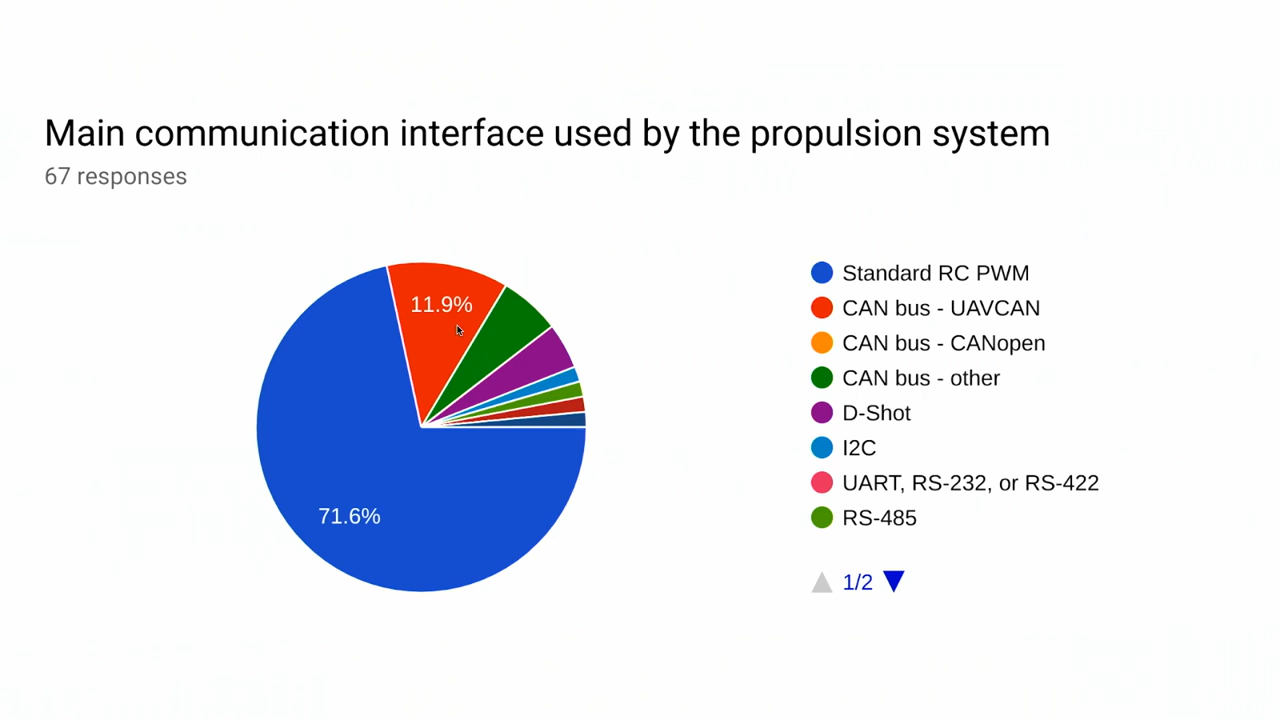 Main communication interface used by the propulsion system
67 responses
11.9%
71.6%
Standard RC PWM
CAN bus - UAVCAN
CAN bus - CANopen
CAN bus - other
D-Shot
I2C
UART, RS-232, or RS-422
RS-485
1/2